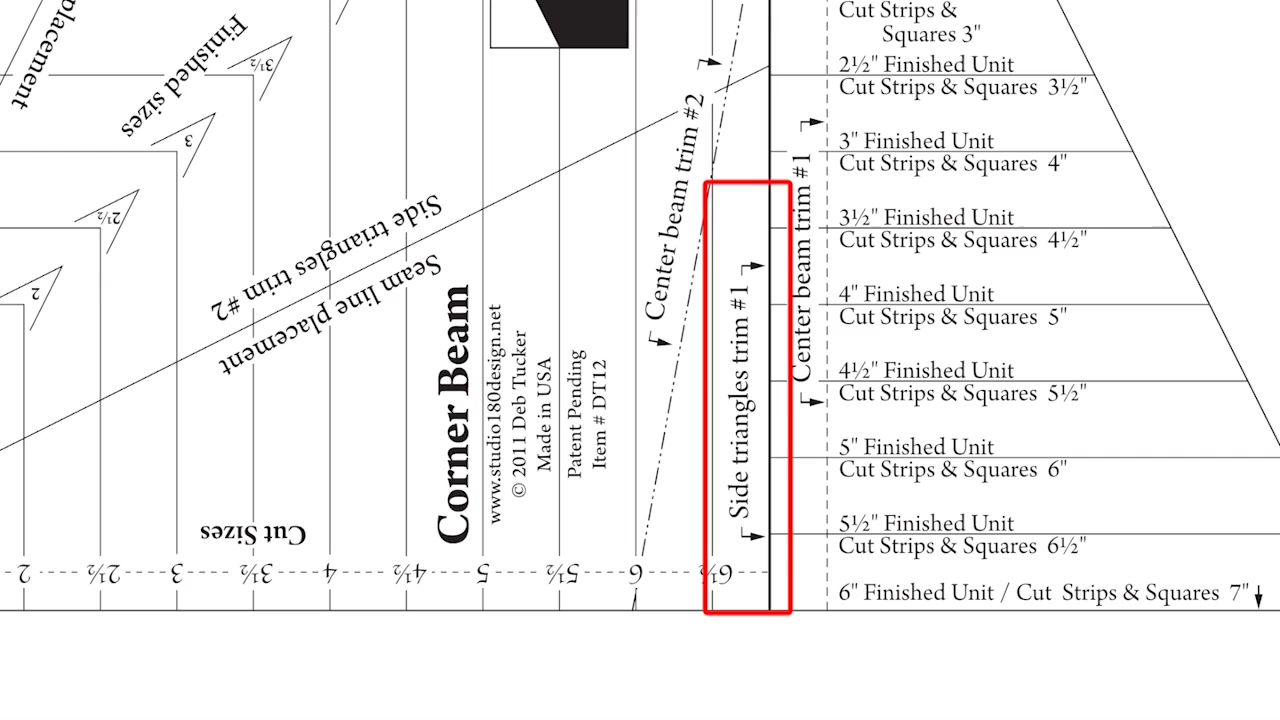 placement
Finished sizes
3½
3
2½
2
Side triangles trim #2
Seam line placement
Cut Sizes
2
2½
3
3½
4
4½
5
5½
6
6½
Corner Beam
www.studio180design.net
© 2011 Deb Tucker
Made in USA
Patent Pending
Item # DT12
Center beam trim #2
Side triangles trim #1
Center beam trim #1
Cut Strips &
Squares 3"
2½" Finished Unit
Cut Strips & Squares 3½"
3" Finished Unit
Cut Strips & Squares 4"
3½" Finished Unit
Cut Strips & Squares 4½"
4" Finished Unit
Cut Strips & Squares 5"
4½" Finished Unit
Cut Strips & Squares 5½"
5" Finished Unit
Cut Strips & Squares 6"
5½" Finished Unit
Cut Strips & Squares 6½"
6" Finished Unit / Cut Strips & Squares 7"